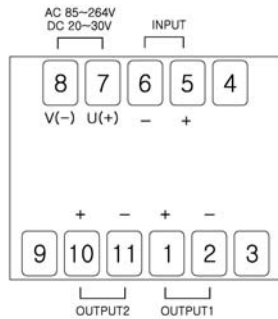 AC 85~264V
DC 20~30V
INPUT
8 7 6 5 4
V(-) U(+) - +
+ - + -
9 10 11 1 2 3
OUTPUT2 OUTPUT1